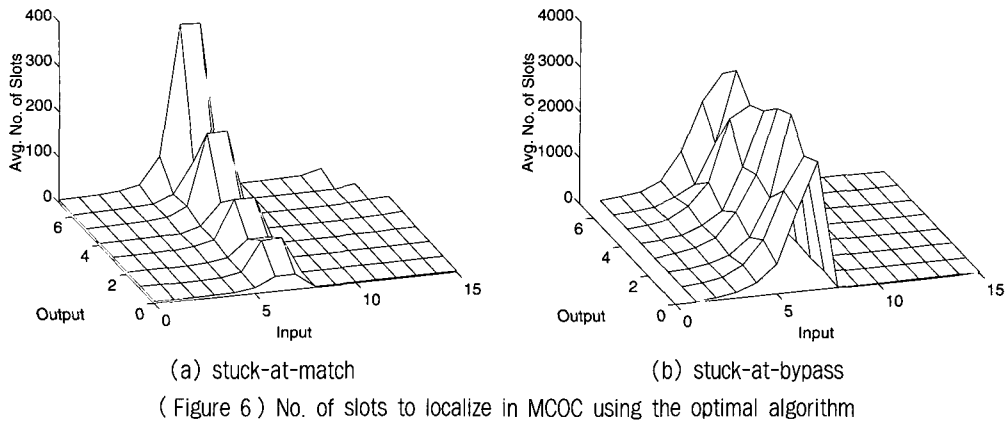 400
300
200
100
0
Avg. No. of Slots
6
4
2
0
Output
0
5
10
15
Input
(a) stuck-at-match
4000
3000
2000
1000
0
Avg. No. of Slots
6
4
2
0
Output
0
5
10
15
Input
(b) stuck-at-bypass
( Figure 6 ) No. of slots to localize in MCOC using the optimal algorithm